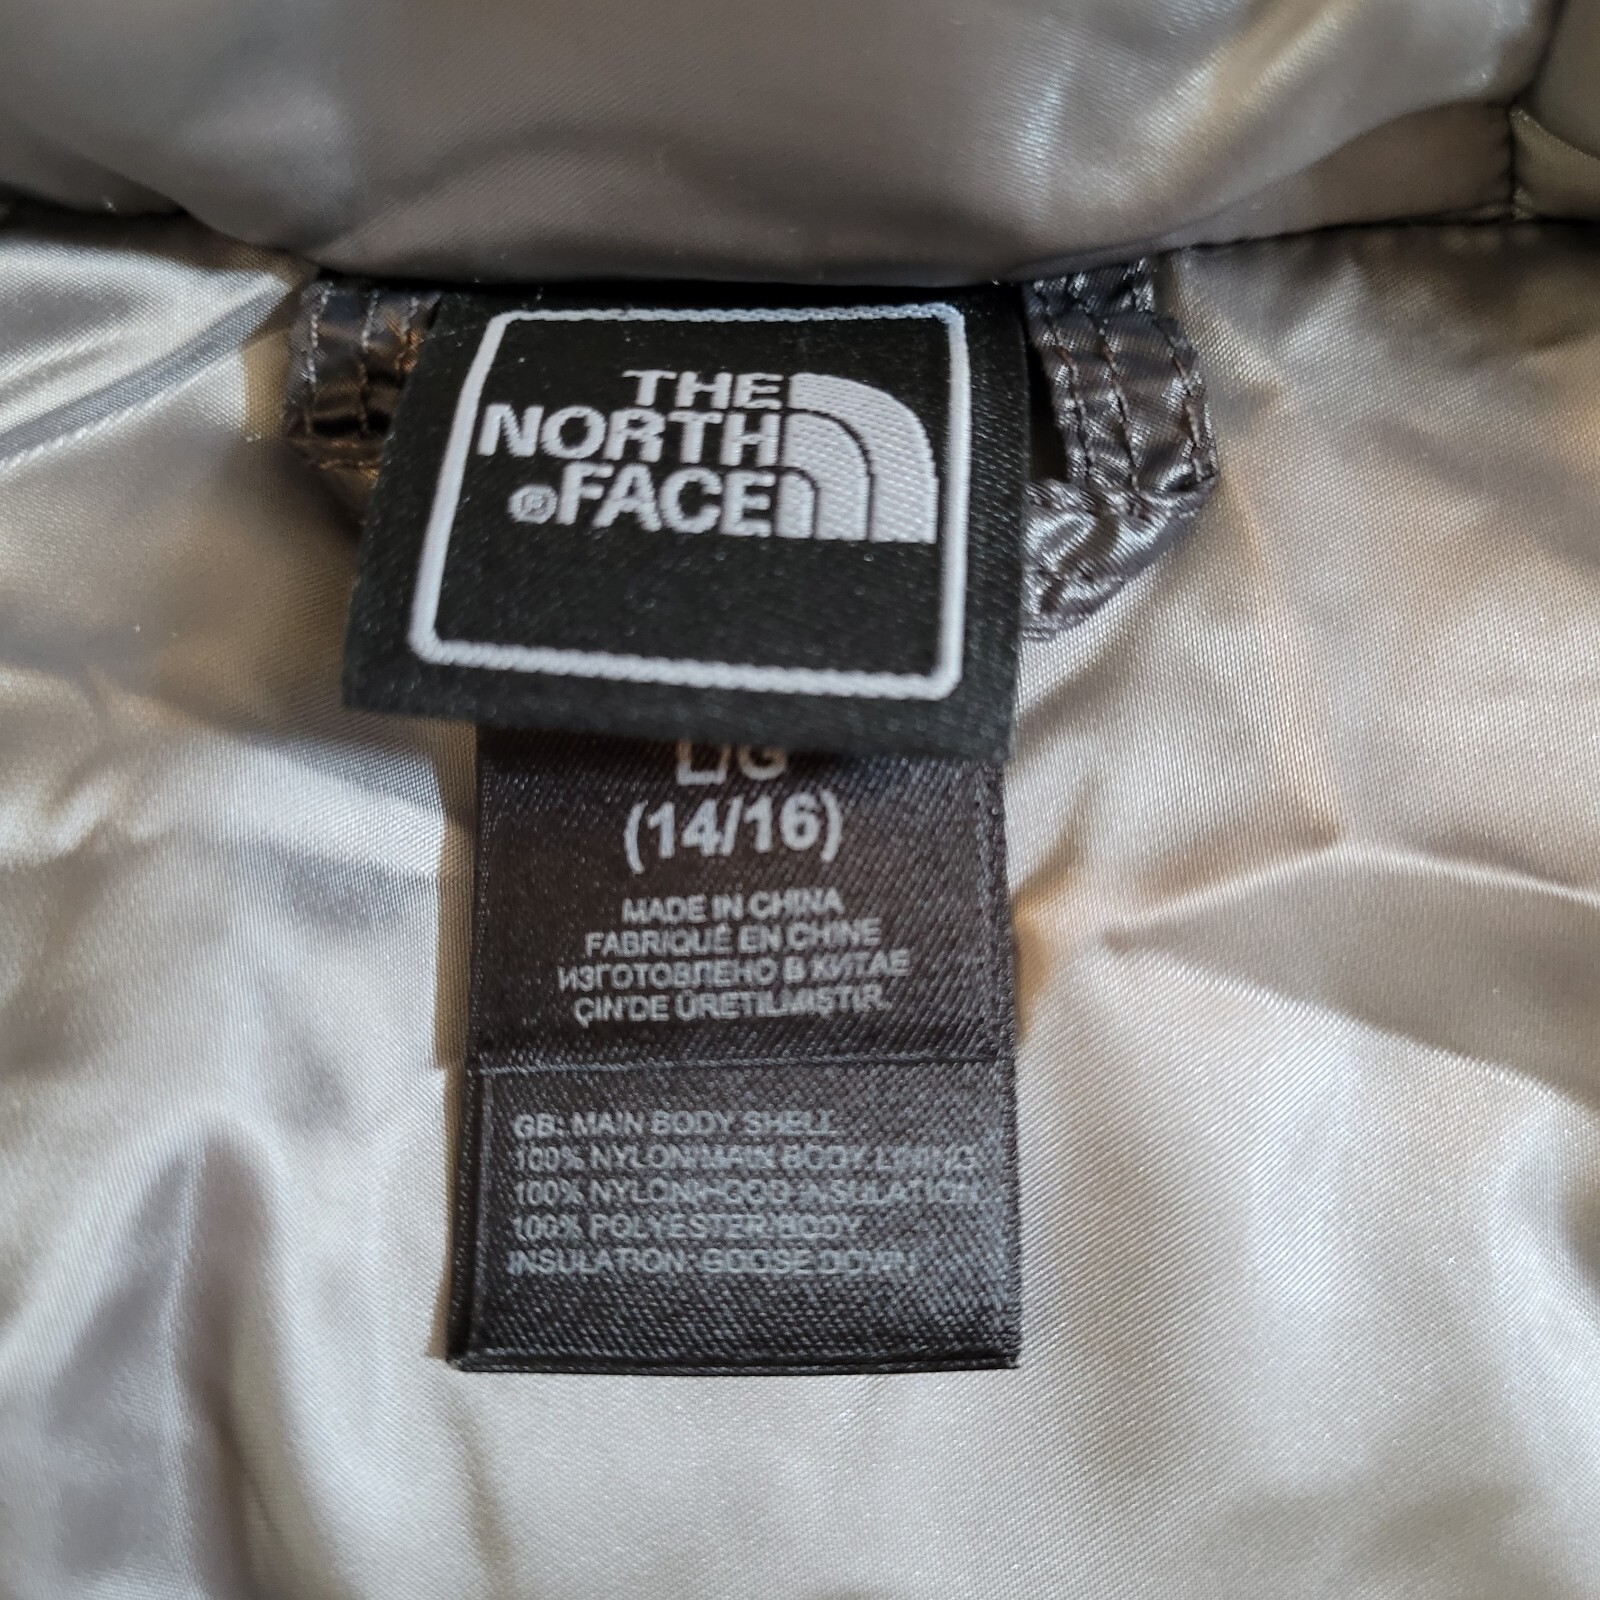 THE
NORTH
®FACE
L/G
(14/16)
MADE IN CHINA
FABRIQUÉ EN CHINE
ИЗГОТОВЛЕНО В КИТАЕ
ÇIN'DE ÜRETILMIŞTIR.
GB: MAIN BODY SHELL
100% NYLON/MAIN BODY LINING
100% NYLON/HOOD INSULATION
100% POLYESTER/BODY
INSULATION: GOOSE DOWN